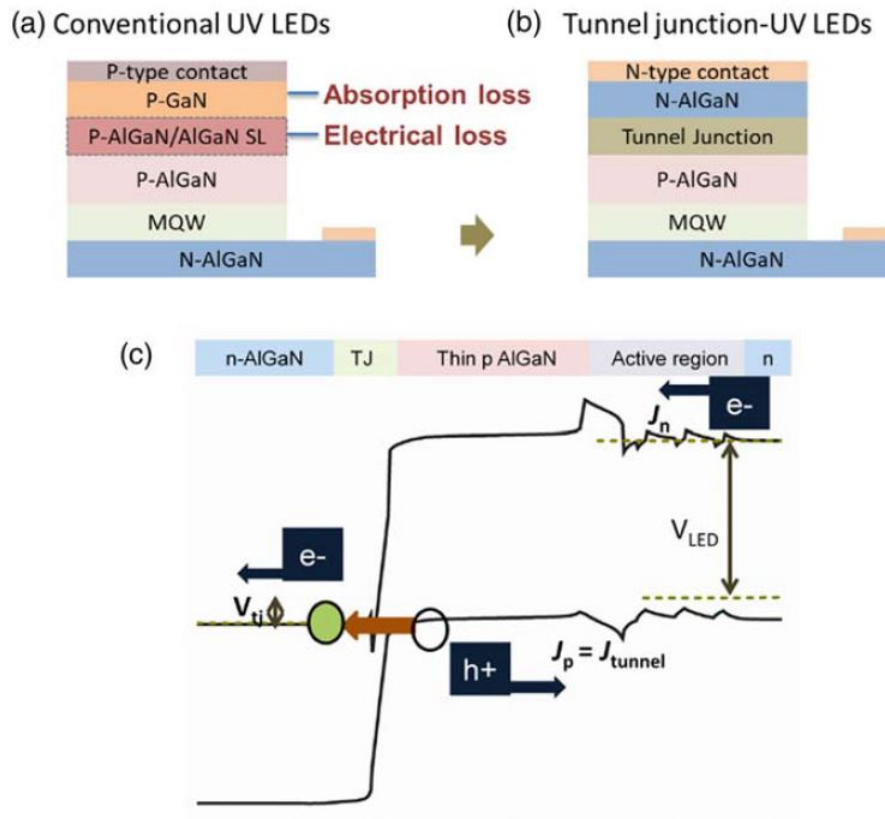 (a) Conventional UV LEDs
P-type contact
P-GaN
Absorption loss
P-AlGaN/AlGaN SL
Electrical loss
P-AlGaN
MQW
N-AlGaN
(b) Tunnel junction-UV LEDs
N-type contact
N-AlGaN
Tunnel Junction
P-AlGaN
MQW
N-AlGaN
(c)
n-AlGaN TJ Thin p AlGaN Active region n
Jn
e-
VLED
e-
Vtj
h+
Jp = Jtunnel